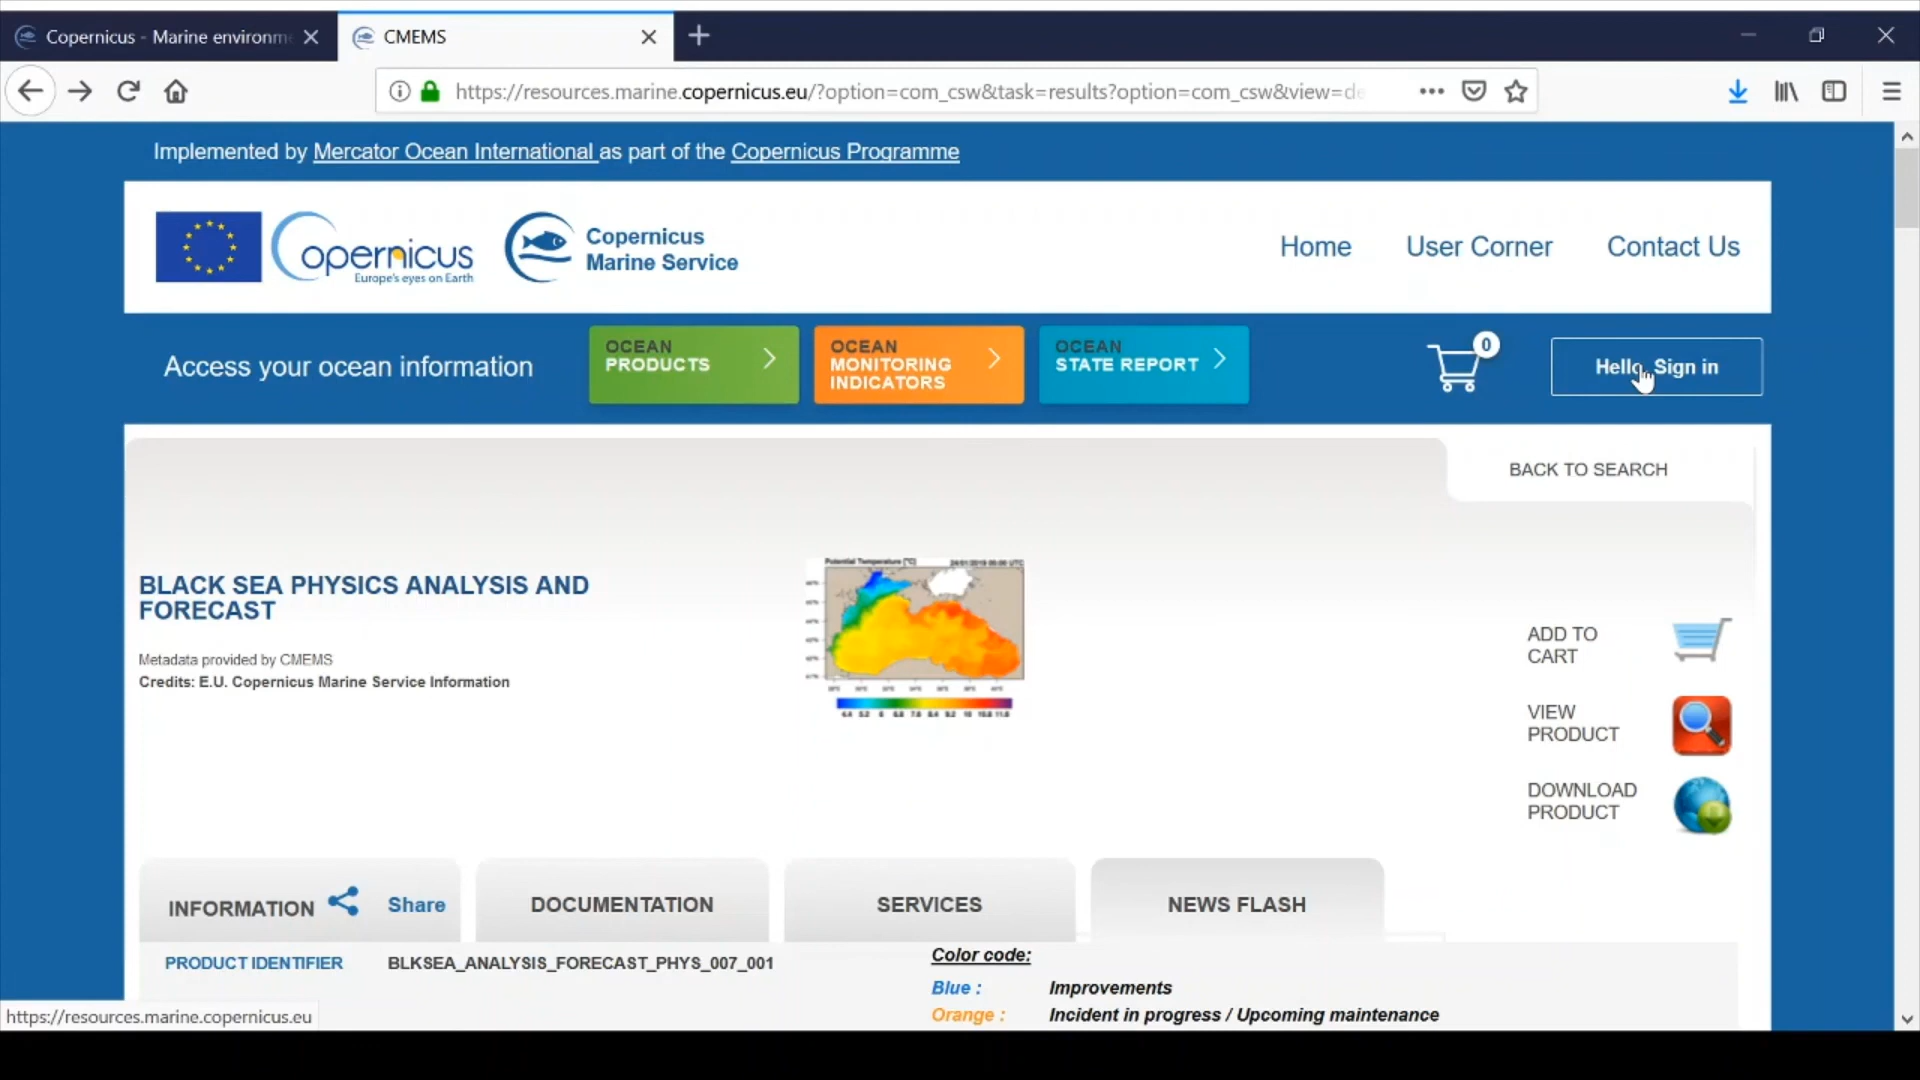 Copernicus - Marine environm
CMEMS
https://resources.marine.copernicus.eu/?option=com_csw&task=results?option=com_csw&view=de
Implemented by Mercator Ocean International as part of the Copernicus Programme
opernicus
Europe's eyes on Earth
Copernicus
Marine Service
Home
User Corner
Contact Us
Access your ocean information
OCEAN
PRODUCTS
OCEAN
MONITORING
INDICATORS
OCEAN
STATE REPORT
0
Hello, Sign in
BACK TO SEARCH
BLACK SEA PHYSICS ANALYSIS AND
FORECAST
Metadata provided by CMEMS
Credits: E.U. Copernicus Marine Service Information
Potential Temperature [°C]
ADD TO
CART
VIEW
PRODUCT
DOWNLOAD
PRODUCT
INFORMATION
Share
DOCUMENTATION
SERVICES
NEWS FLASH
PRODUCT IDENTIFIER
BLKSEA_ANALYSIS_FORECAST_PHYS_007_001
Color code:
Blue : Improvements
Orange : Incident in progress / Upcoming maintenance
https://resources.marine.copernicus.eu